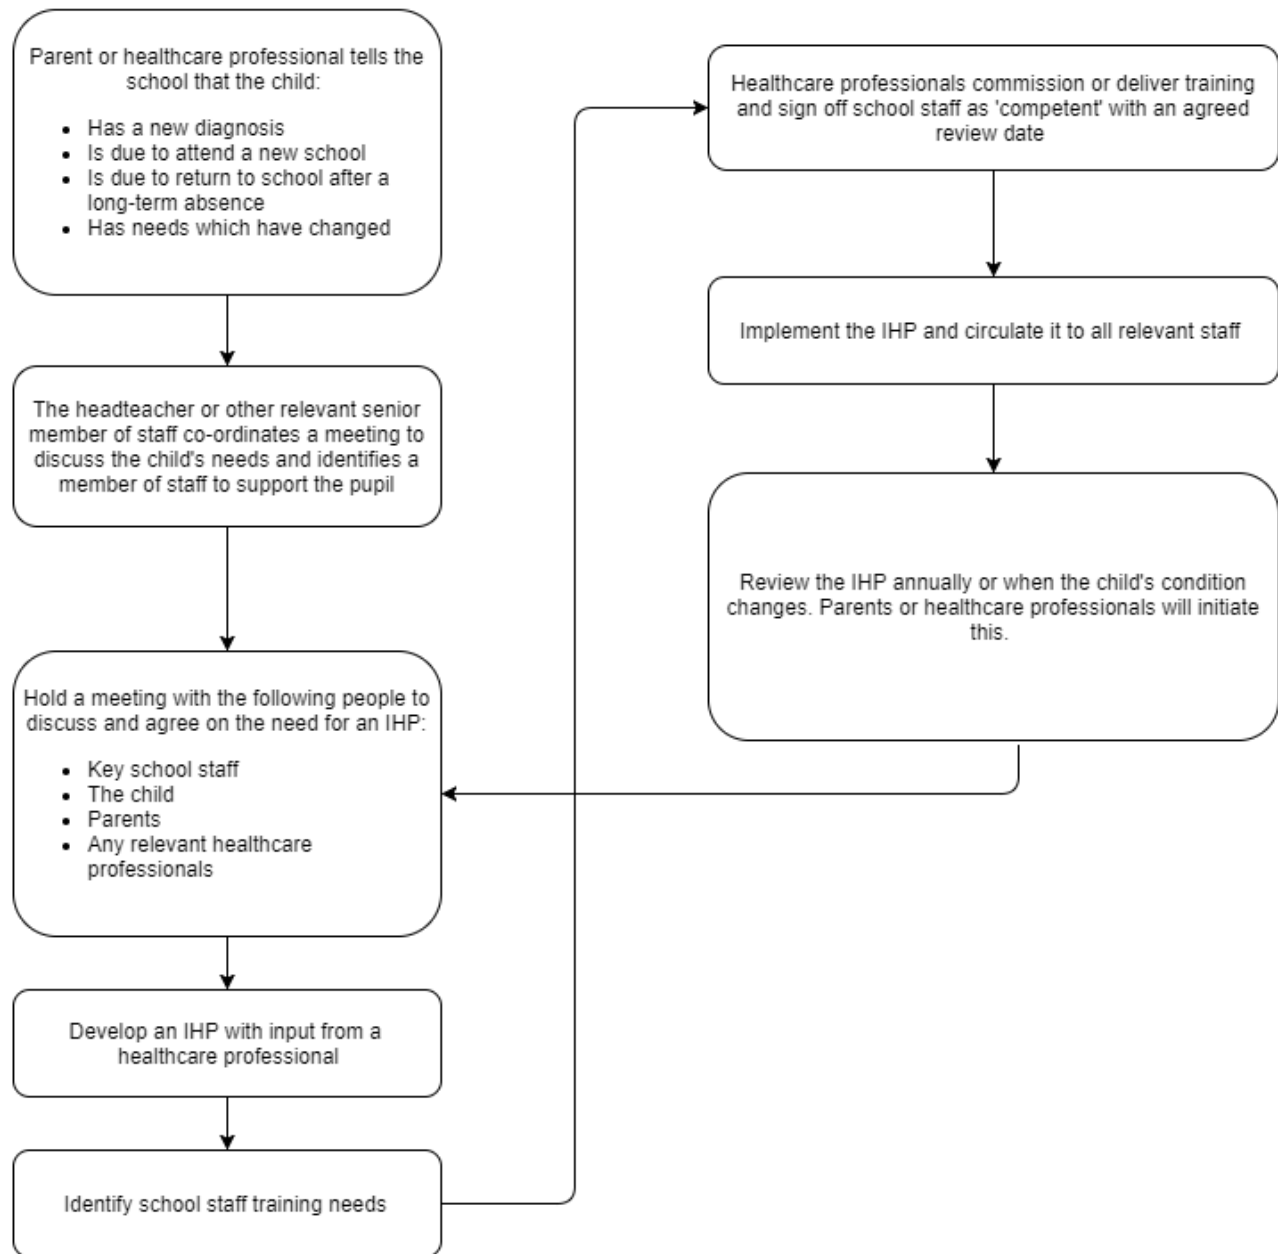 Parent or healthcare professional tells the
school that the child:
• Has a new diagnosis
• Is due to attend a new school
• Is due to return to school after a
long-term absence
• Has needs which have changed
The headteacher or other relevant senior
member of staff co-ordinates a meeting to
discuss the child's needs and identifies a
member of staff to support the pupil
Hold a meeting with the following people to
discuss and agree on the need for an IHP:
• Key school staff
• The child
• Parents
• Any relevant healthcare
professionals
Develop an IHP with input from a
healthcare professional
Identify school staff training needs
Healthcare professionals commission or deliver training
and sign off school staff as 'competent' with an agreed
review date
Implement the IHP and circulate it to all relevant staff
Review the IHP annually or when the child's condition
changes. Parents or healthcare professionals will initiate
this.